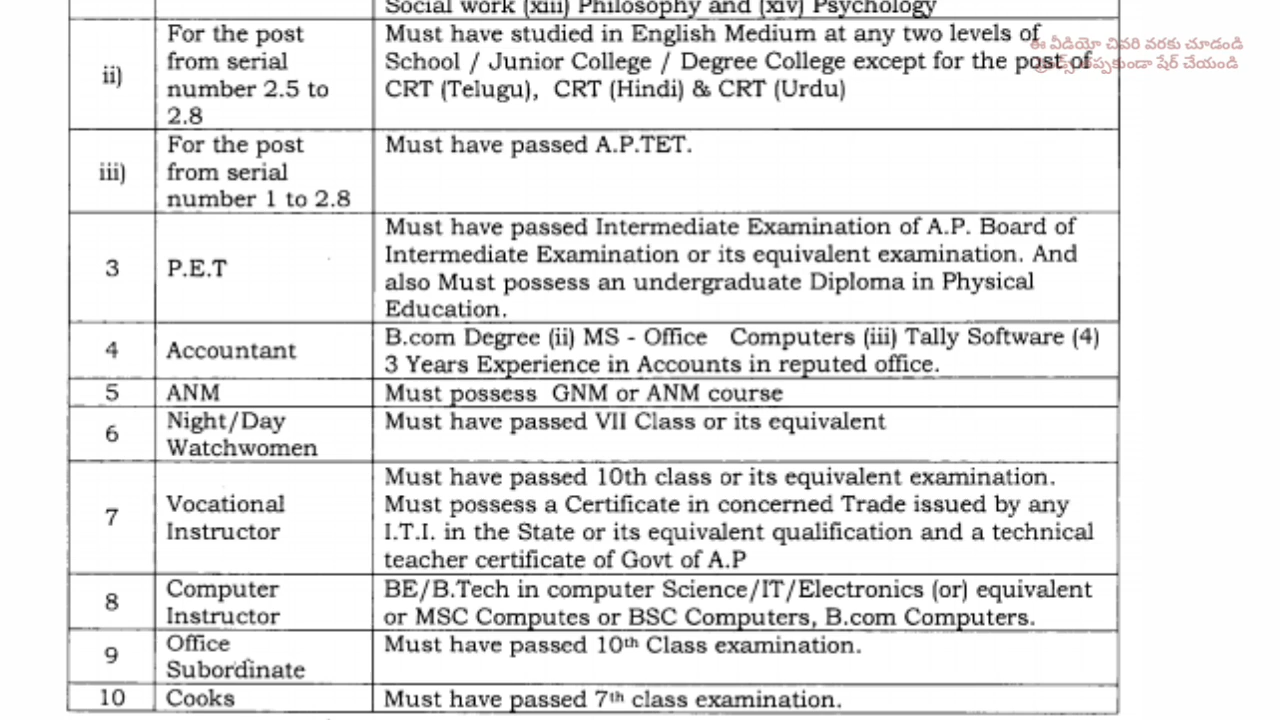 Social work (xiii) Philosophy and (xiv) Psychology
ii)
For the post
from serial
number 2.5 to
2.8
Must have studied in English Medium at any two levels of
School / Junior College / Degree College except for the post of
CRT (Telugu), CRT (Hindi) & CRT (Urdu)
ఈ వీడియో చివరి వరకు చూడండి
ఫ్రెండ్స్ తప్పకుండా షేర్ చేయండి
iii)
For the post
from serial
number 1 to 2.8
Must have passed A.P.TET.
3
P.E.T
Must have passed Intermediate Examination of A.P. Board of
Intermediate Examination or its equivalent examination. And
also Must possess an undergraduate Diploma in Physical
Education.
4
Accountant
B.com Degree (ii) MS - Office Computers (iii) Tally Software (4)
3 Years Experience in Accounts in reputed office.
5
ANM
Must possess GNM or ANM course
6
Night/Day
Watchwomen
Must have passed VII Class or its equivalent
7
Vocational
Instructor
Must have passed 10th class or its equivalent examination.
Must possess a Certificate in concerned Trade issued by any
I.T.I. in the State or its equivalent qualification and a technical
teacher certificate of Govt of A.P
8
Computer
Instructor
BE/B.Tech in computer Science/IT/Electronics (or) equivalent
or MSC Computes or BSC Computers, B.com Computers.
9
Office
Subordinate
Must have passed 10th Class examination.
10
Cooks
Must have passed 7th class examination.